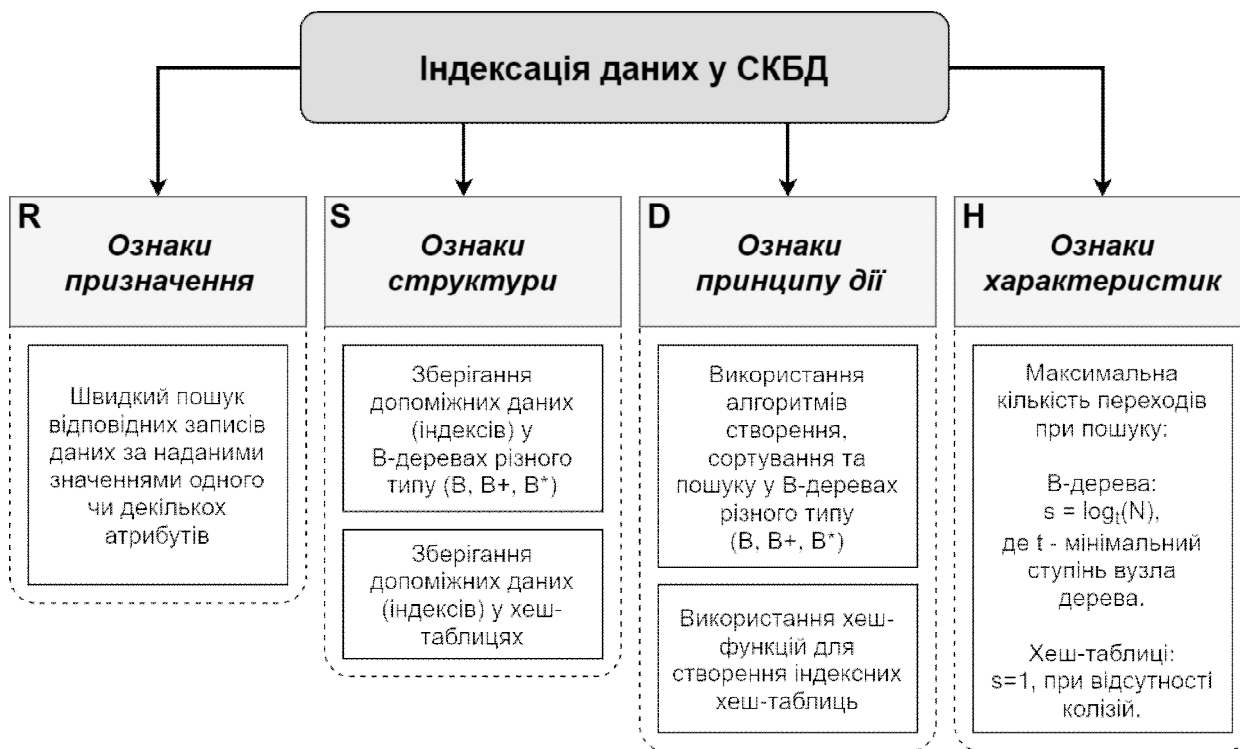 Індексація даних у СКБД
R
Ознаки
призначення
Швидкий пошук
відповідних записів
даних за наданими
значеннями одного
чи декількох
атрибутів
S
Ознаки
структури
Зберігання
допоміжних даних
(індексів) у
В-деревах різного
типу (B, B+, B*)
Зберігання
допоміжних даних
(індексів) у хеш-
таблицях
D
Ознаки
принципу дії
Використання
алгоритмів
створення,
сортування та
пошуку у В-деревах
різного типу
(B, B+, B*)
Використання хеш-
функцій для
створення індексних
хеш-таблиць
H
Ознаки
характеристик
Максимальна
кількість переходів
при пошуку:
В-дерева:
s = logt(N),
де t - мінімальний
ступінь вузла
дерева.
Хеш-таблиці:
s=1, при відсутності
колізій.